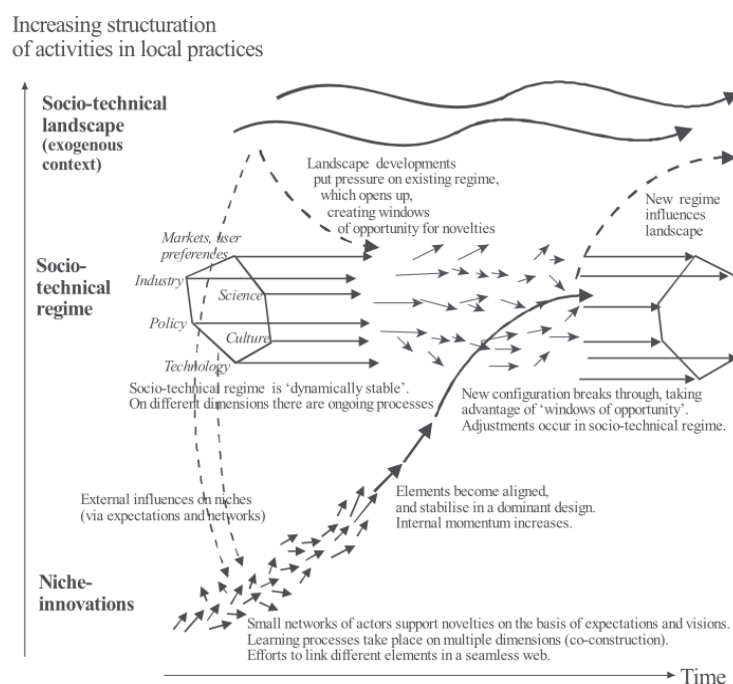 Increasing structuration
of activities in local practices
Socio-technical
landscape
(exogenous
context)
Landscape developments
put pressure on existing regime,
which opens up,
creating windows
of opportunity for novelties
New regime
influences
landscape
Markets, user
preferences
Socio-
technical
regime
Industry
Science
Policy
Culture
Technology
Socio-technical regime is ‘dynamically stable’.
On different dimensions there are ongoing processes
New configuration breaks through, taking
advantage of ‘windows of opportunity’.
Adjustments occur in socio-technical regime.
External influences on niches
(via expectations and networks)
Elements become aligned,
and stabilise in a dominant design.
Internal momentum increases.
Niche-
innovations
Small networks of actors support novelties on the basis of expectations and visions.
Learning processes take place on multiple dimensions (co-construction).
Efforts to link different elements in a seamless web.
Time